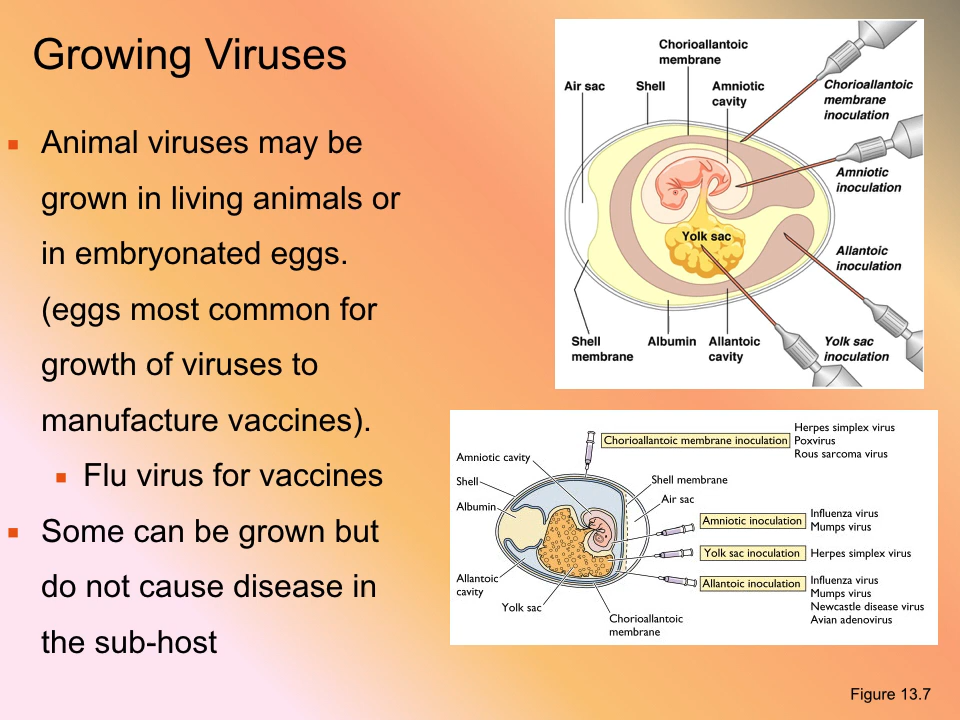 Growing Viruses
▪ Animal viruses may be
grown in living animals or
in embryonated eggs.
(eggs most common for
growth of viruses to
manufacture vaccines).
▪ Flu virus for vaccines
▪ Some can be grown but
do not cause disease in
the sub-host
Chorioallantoic
membrane
Air sac
Shell
Amniotic
cavity
Chorioallantoic
membrane
inoculation
Amniotic
inoculation
Yolk sac
Allantoic
inoculation
Shell
membrane
Albumin
Allantoic
cavity
Yolk sac
inoculation
Chorioallantoic membrane inoculation
Herpes simplex virus
Poxvirus
Rous sarcoma virus
Amniotic cavity
Shell
Albumin
Shell membrane
Air sac
Amniotic inoculation
Influenza virus
Mumps virus
Yolk sac inoculation
Herpes simplex virus
Allantoic inoculation
Influenza virus
Mumps virus
Newcastle disease virus
Avian adenovirus
Allantoic
cavity
Yolk sac
Chorioallantoic
membrane
Figure 13.7